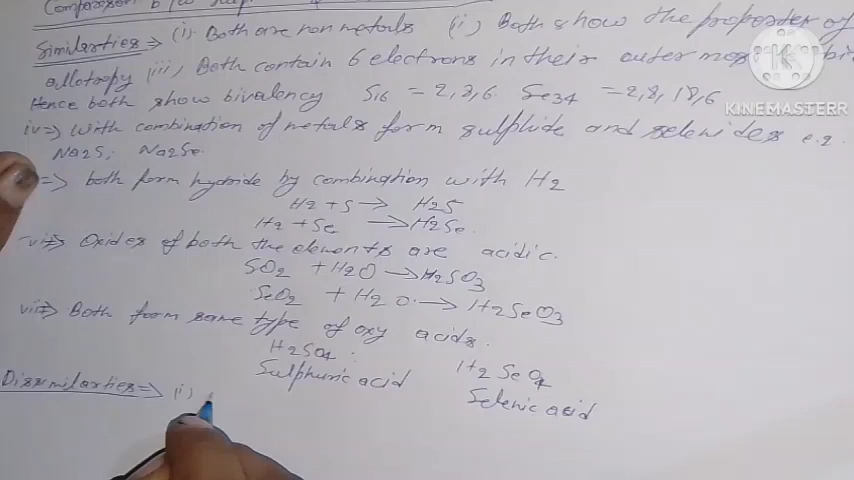 Comparison b/w
Similarties => (i). Both are non metals (i) Both show the properder of
allotropy (iii) Both contain 6 electrons in their outer most
Hence both show bivalency S16 = 2,8,6. Se34 = 2,8,18,6
iv=> With combination of metals form sulphide and selenides e.g.
Na2S; Na2Se.
=> both form hydride by combination with H2
H2 + S -> H2S
H2 + Se -> H2Se.
vi=> Oxides of both the elements are acidic.
SO2 + H2O -> H2SO3
SeO2 + H2O. -> H2SeO3
vii=> Both form same type of oxy acids.
H2SO4: H2SeO4
Sulphuric acid Selenic acid
Dissimilarties => (i)
K
KINEMASTER